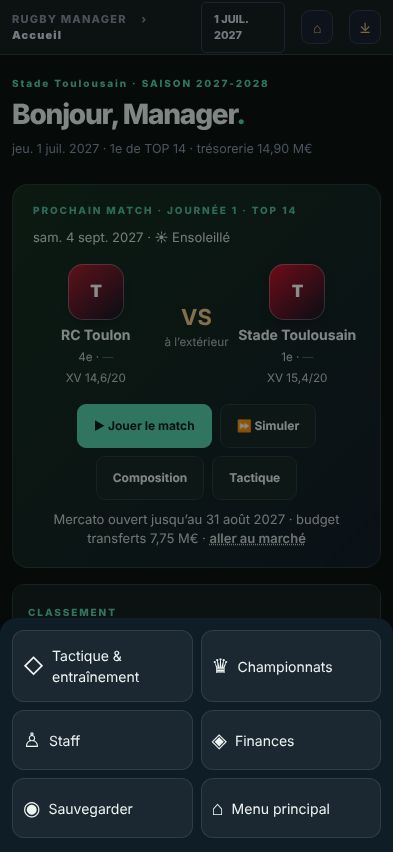 RUGBY MANAGER ›
Accueil
1 JUIL.
2027
Stade Toulousain · SAISON 2027-2028
Bonjour, Manager.
jeu. 1 juil. 2027 · 1e de TOP 14 · trésorerie 14,90 M€
PROCHAIN MATCH · JOURNÉE 1 · TOP 14
sam. 4 sept. 2027 · ☀ Ensoleillé
T
T
VS
à l'extérieur
RC Toulon
Stade Toulousain
4e · —
1e · —
XV 14,6/20
XV 15,4/20
▶ Jouer le match
⏩ Simuler
Composition
Tactique
Mercato ouvert jusqu'au 31 août 2027 · budget
transferts 7,75 M€ · aller au marché
CLASSEMENT
Tactique &
entraînement
Championnats
Staff
Finances
Sauvegarder
Menu principal